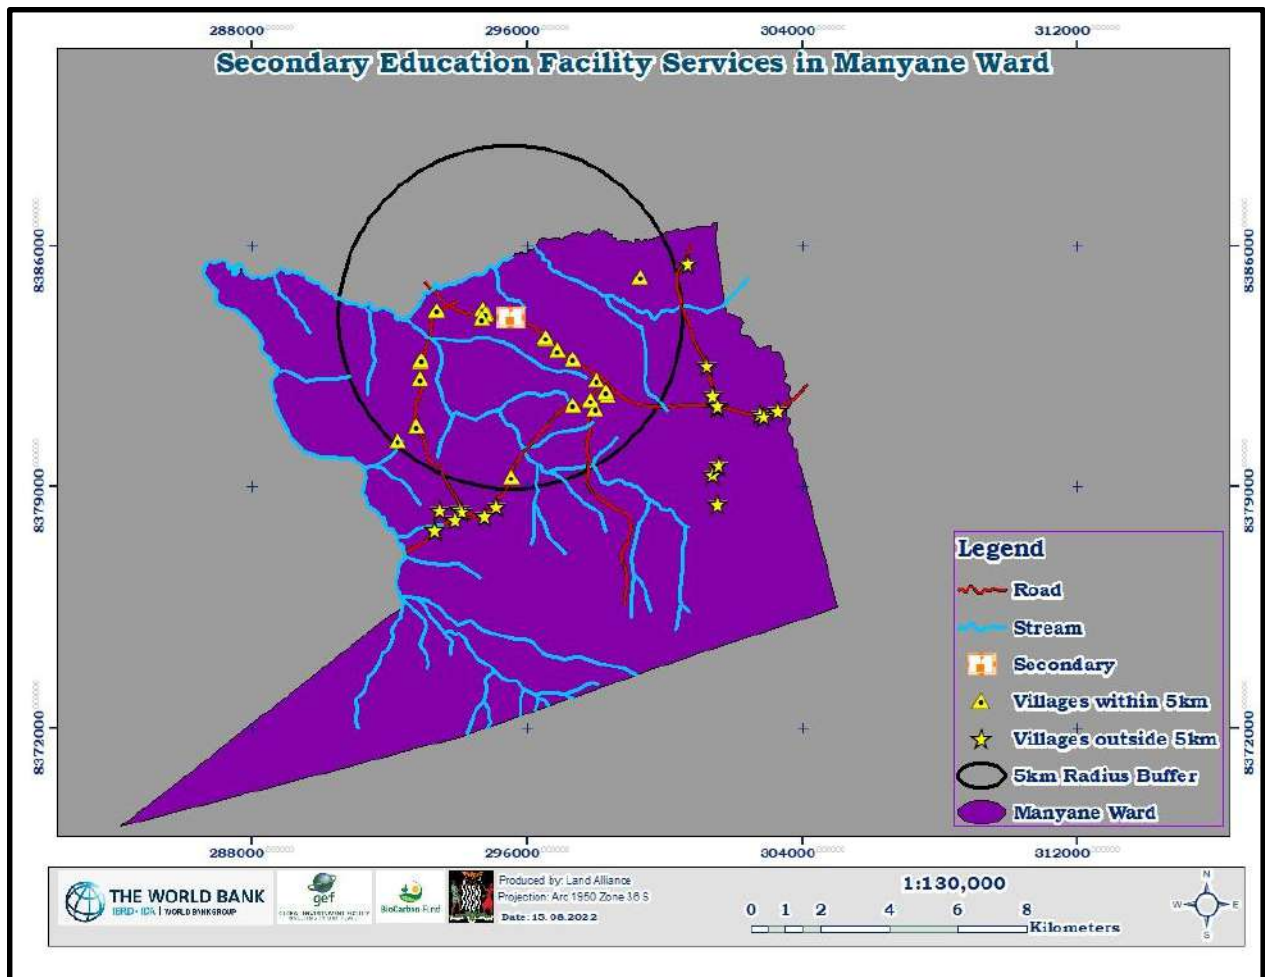 288000 296000 304000 312000
Secondary Education Facility Services in Manyane Ward
8386000 8386000
8379000 8379000
8372000 8372000
Legend
Road
Stream
Secondary
Villages within 5km
Villages outside 5km
5km Radius Buffer
Manyane Ward
288000 296000 304000 312000
THE WORLD BANK
IBRD • IDA | WORLD BANK GROUP
gef
BioCarbon Fund
Produced by: Land Alliance
Projection: Arc 1950 Zone 36 S
Date: 15.08.2022
1:130,000
0 1 2 4 6 8
Kilometers
N
W E
S